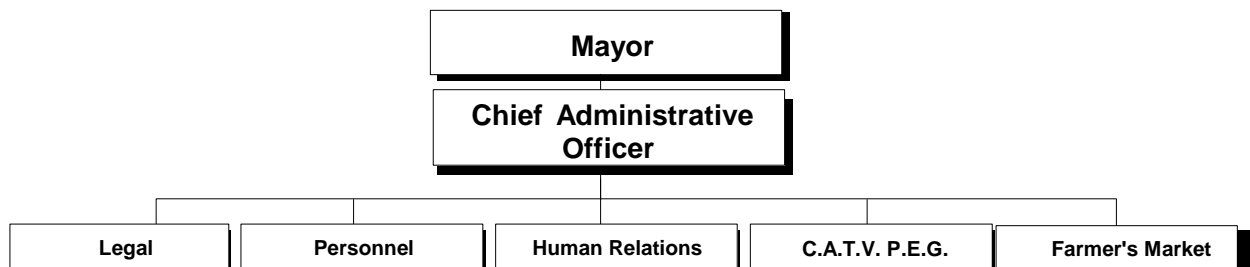 Mayor
Chief Administrative
Officer
Legal
Personnel
Human Relations
C.A.T.V. P.E.G.
Farmer's Market